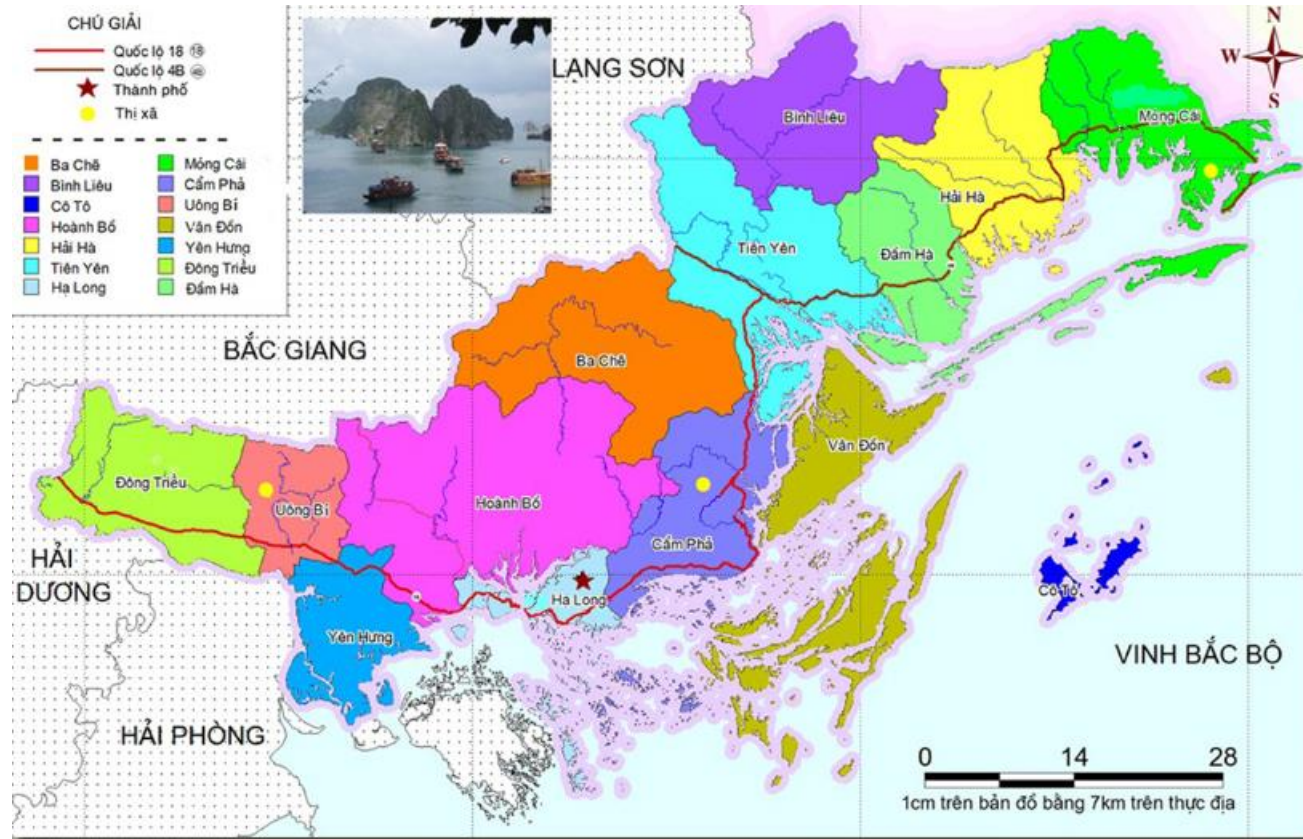 CHÚ GIẢI
Quốc lộ 18 18
Quốc lộ 4B 4B
Thành phố
Thị xã
Ba Chẽ
Bình Liêu
Cô Tô
Hoành Bồ
Hải Hà
Tiên Yên
Hạ Long
Móng Cái
Cẩm Phả
Uông Bí
Vân Đồn
Yên Hưng
Đông Triều
Đầm Hà
LẠNG SƠN
N
W
E
S
Bình Liêu
Móng Cái
Hải Hà
Tiên Yên
Đầm Hà
BẮC GIANG
Ba Chẽ
Vân Đồn
Đông Triều
Uông Bí
Hoành Bồ
Cẩm Phả
HẢI
DƯƠNG
Hạ Long
Cô Tô
Yên Hưng
VINH BẮC BỘ
HẢI PHÒNG
0 14 28
1cm trên bản đồ bằng 7km trên thực địa